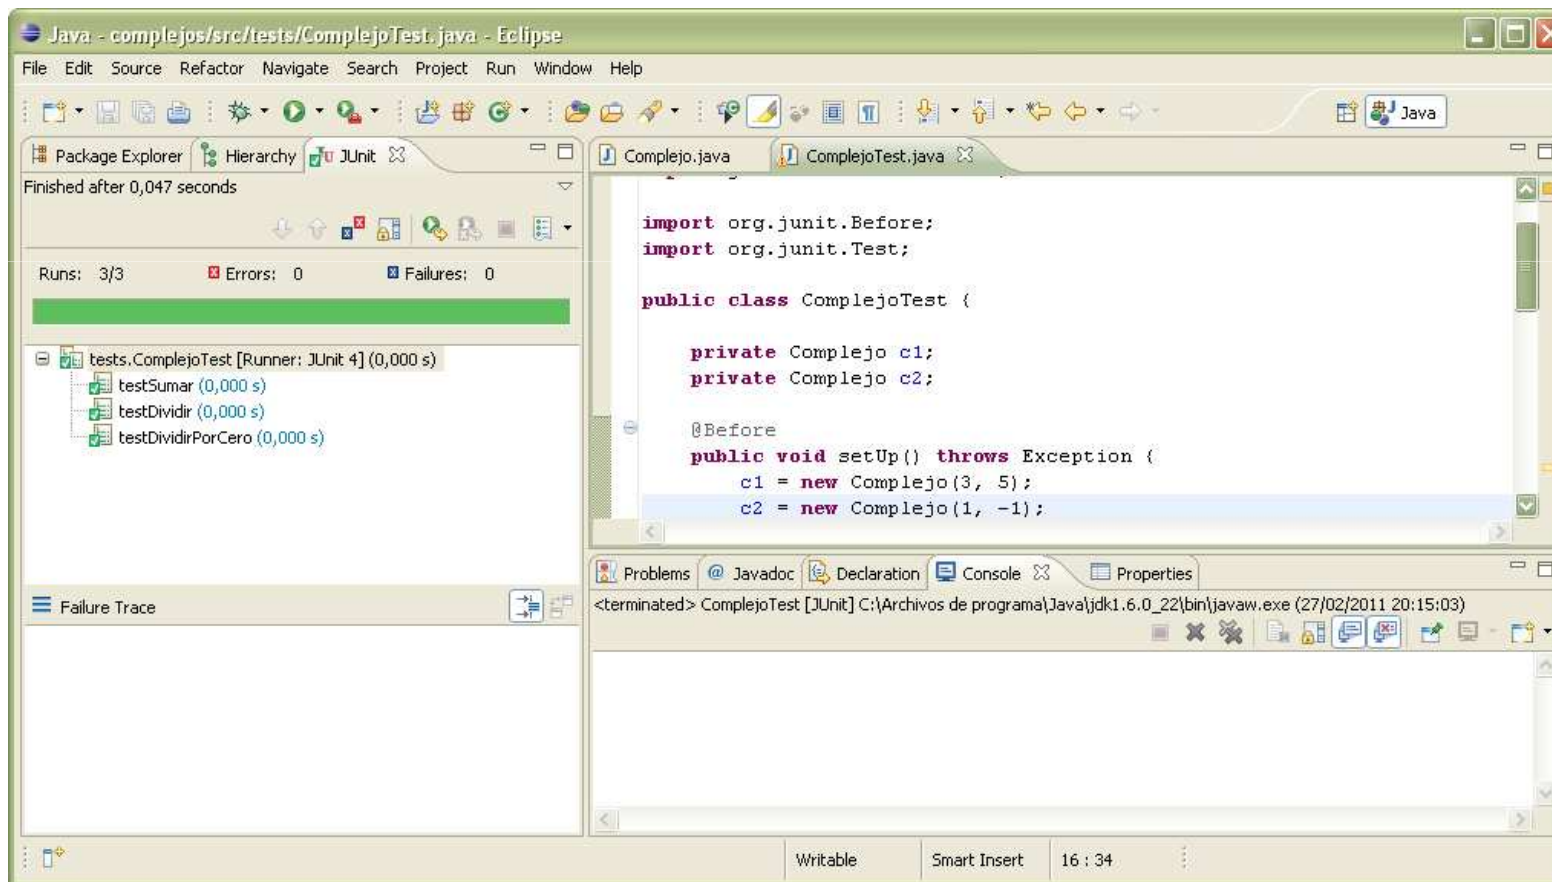 Java - complejos/src/tests/ComplejoTest.java - Eclipse
File Edit Source Refactor Navigate Search Project Run Window Help
Java
Package Explorer Hierarchy JUnit
Finished after 0,047 seconds
Runs: 3/3 Errors: 0 Failures: 0
tests.ComplejoTest [Runner: JUnit 4] (0,000 s)
testSumar (0,000 s)
testDividir (0,000 s)
testDividirPorCero (0,000 s)
Failure Trace
Complejo.java ComplejoTest.java
import org.junit.Before;
import org.junit.Test;
public class ComplejoTest {
private Complejo c1;
private Complejo c2;
@Before
public void setUp() throws Exception {
c1 = new Complejo(3, 5);
c2 = new Complejo(1, -1);
Problems @ Javadoc Declaration Console Properties
<terminated> ComplejoTest [JUnit] C:\Archivos de programa\Java\jdk1.6.0_22\bin\javaw.exe (27/02/2011 20:15:03)
Writable Smart Insert 16 : 34